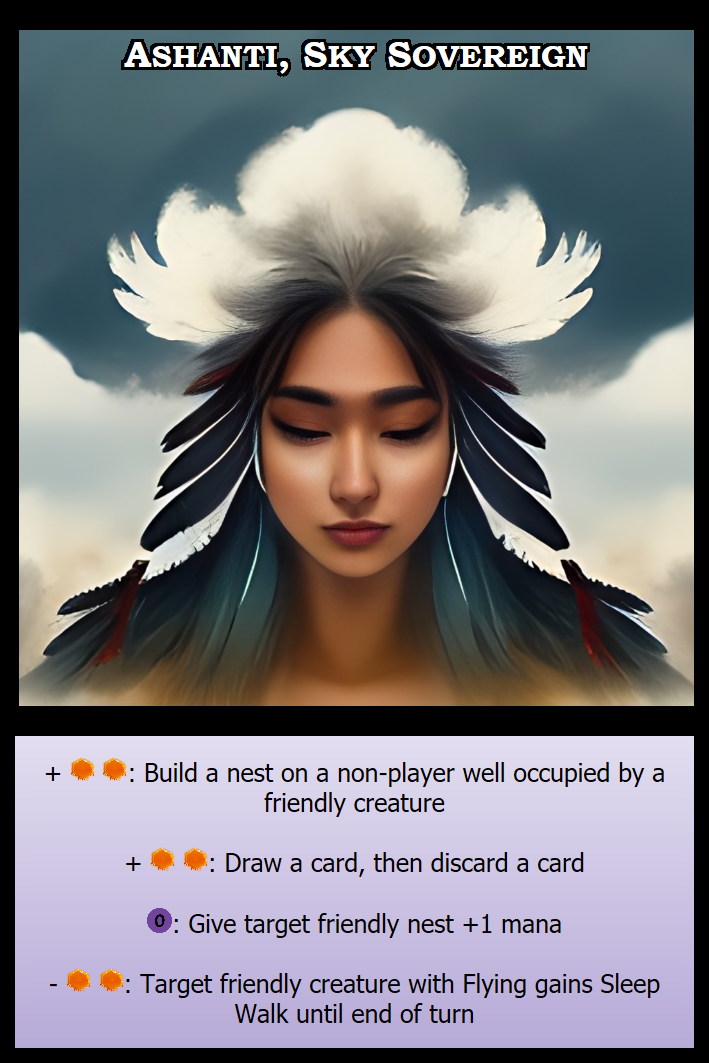 Ashanti, Sky Sovereign
+ : Build a nest on a non-player well occupied by a
friendly creature
+ : Draw a card, then discard a card
0: Give target friendly nest +1 mana
- : Target friendly creature with Flying gains Sleep
Walk until end of turn